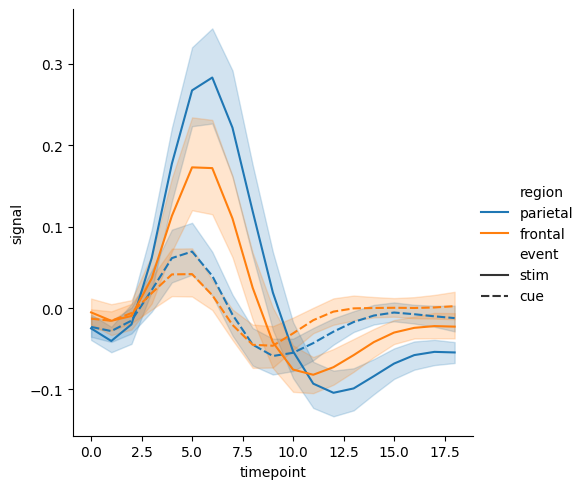 signal
0.3
0.2
0.1
0.0
−0.1
0.0 2.5 5.0 7.5 10.0 12.5 15.0 17.5
timepoint
region
parietal
frontal
event
stim
cue